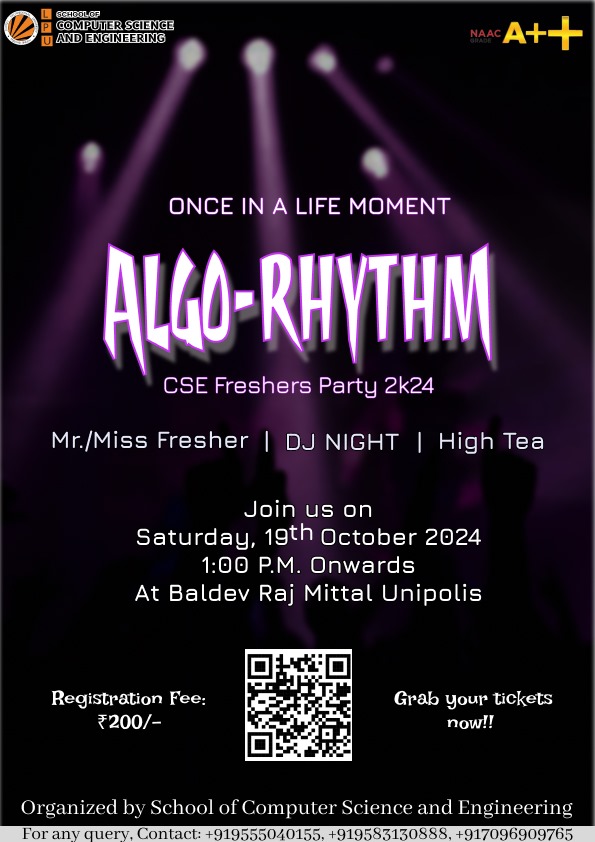 LPU
SCHOOL OF
COMPUTER SCIENCE
AND ENGINEERING
NAAC
GRADE
A++
ONCE IN A LIFE MOMENT
ALGO-RHYTHM
CSE Freshers Party 2k24
Mr./Miss Fresher | DJ NIGHT | High Tea
Join us on
Saturday, 19th October 2024
1:00 P.M. Onwards
At Baldev Raj Mittal Unipolis
Registration Fee:
₹200/-
Grab your tickets
now!!
Organized by School of Computer Science and Engineering
For any query, Contact: +919555040155, +919583130888, +917096909765